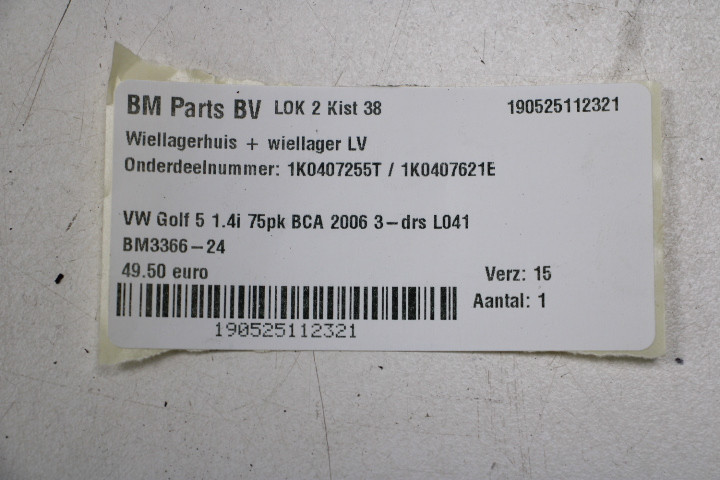 BM Parts BV LOK 2 Kist 38 190525112321
Wiellagerhuis + wiellager LV
Onderdeelnummer: 1K0407255T / 1K0407621E
VW Golf 5 1.4i 75pk BCA 2006 3-drs L041
BM3366-24
49.50 euro Verz: 15
Aantal: 1
190525112321